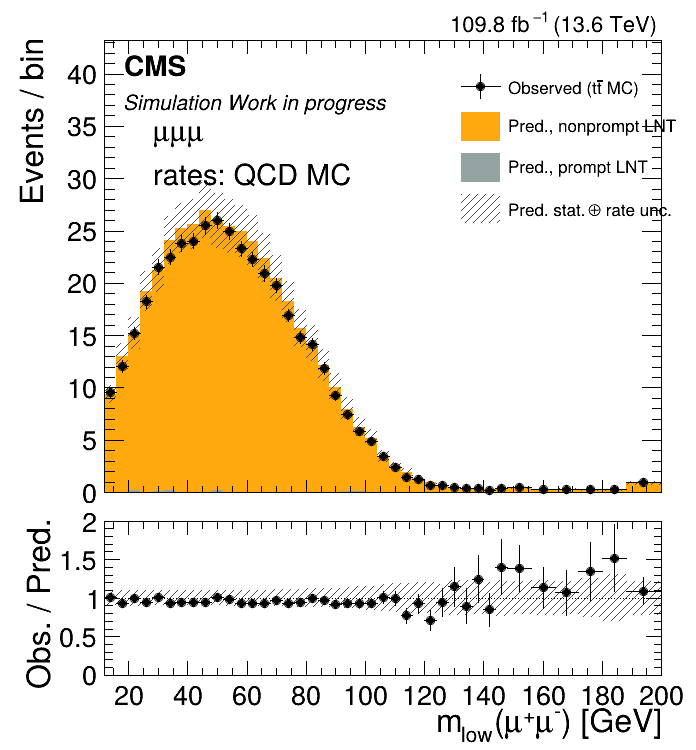 109.8 fb⁻¹ (13.6 TeV)
CMS
Simulation Work in progress
μμμ
rates: QCD MC
Observed (tt̄ MC)
Pred., nonprompt LNT
Pred., prompt LNT
Pred. stat. ⊕ rate unc.
Events / bin
40
35
30
25
20
15
10
5
0
Obs. / Pred.
2
1.5
1
0.5
0
20 40 60 80 100 120 140 160 180 200
m_low(μ⁺μ⁻) [GeV]